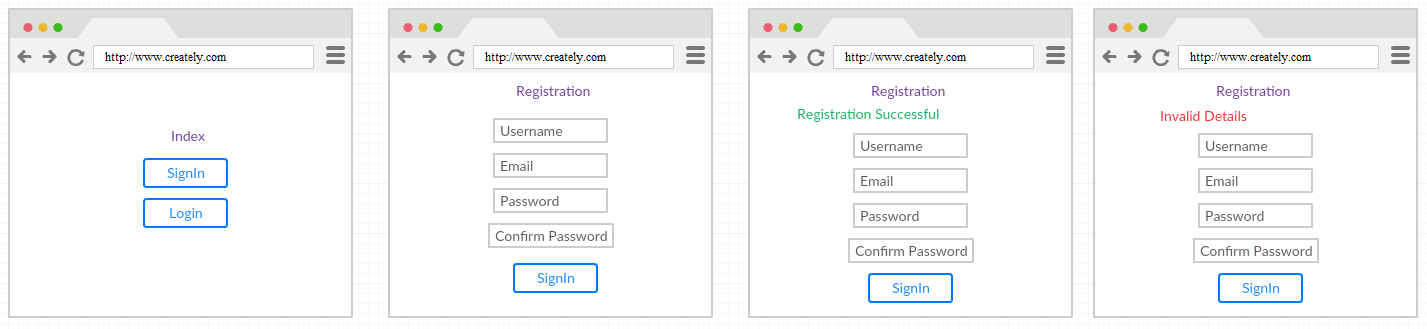 http://www.creately.com
Index
SignIn
Login
http://www.creately.com
Registration
Username
Email
Password
Confirm Password
SignIn
http://www.creately.com
Registration
Registration Successful
Username
Email
Password
Confirm Password
SignIn
http://www.creately.com
Registration
Invalid Details
Username
Email
Password
Confirm Password
SignIn